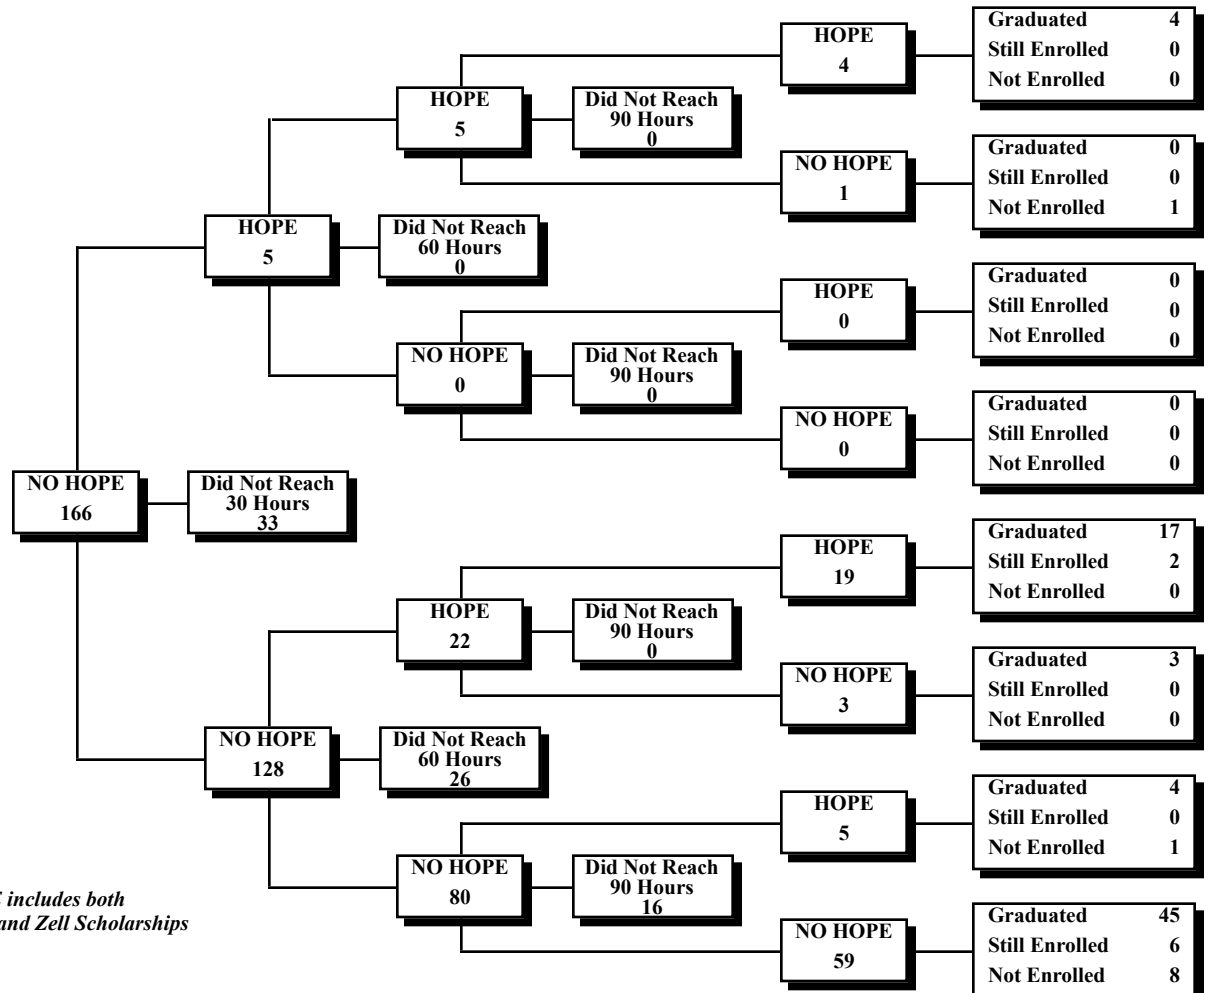 HOPE
4
Graduated 4
Still Enrolled 0
Not Enrolled 0
HOPE
5
Did Not Reach
90 Hours
0
NO HOPE
1
Graduated 0
Still Enrolled 0
Not Enrolled 1
HOPE
5
Did Not Reach
60 Hours
0
HOPE
0
Graduated 0
Still Enrolled 0
Not Enrolled 0
NO HOPE
0
Did Not Reach
90 Hours
0
NO HOPE
0
Graduated 0
Still Enrolled 0
Not Enrolled 0
NO HOPE
166
Did Not Reach
30 Hours
33
HOPE
19
Graduated 17
Still Enrolled 2
Not Enrolled 0
HOPE
22
Did Not Reach
90 Hours
0
NO HOPE
3
Graduated 3
Still Enrolled 0
Not Enrolled 0
NO HOPE
128
Did Not Reach
60 Hours
26
HOPE
5
Graduated 4
Still Enrolled 0
Not Enrolled 1
NO HOPE
80
Did Not Reach
90 Hours
16
NO HOPE
59
Graduated 45
Still Enrolled 6
Not Enrolled 8
includes both
and Zell Scholarships